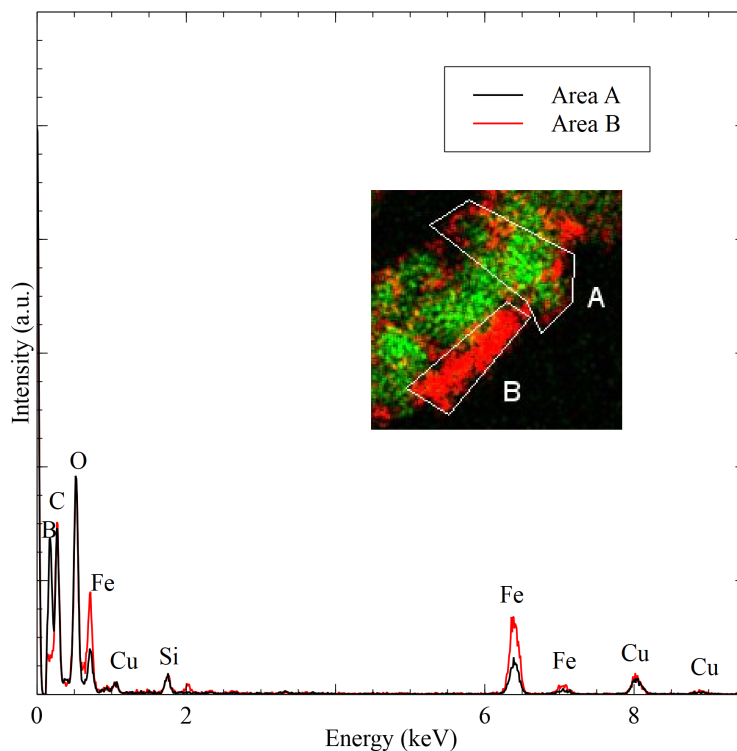 Area A
Area B
A
B
Intensity (a.u.)
O
C
B
Fe
Cu
Si
Fe
Fe
Cu
Cu
0
2
6
8
Energy (keV)